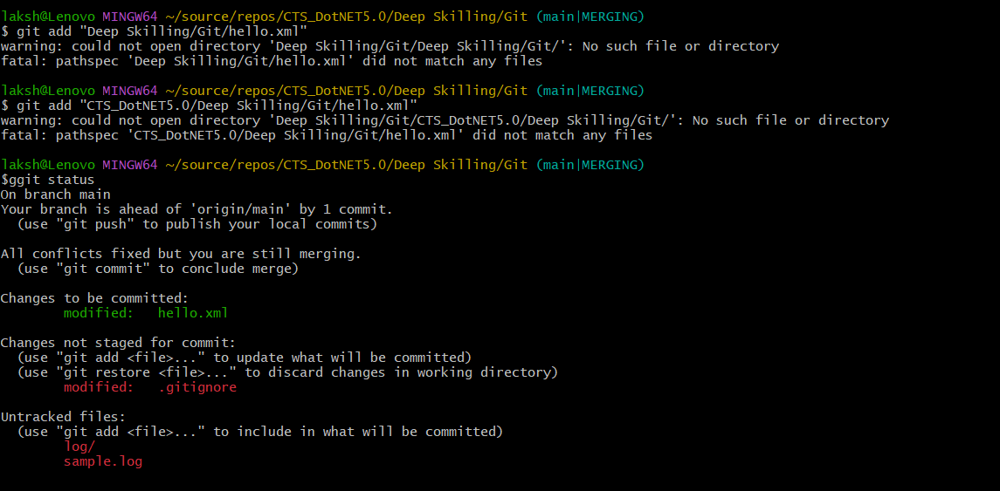 laksh@Lenovo MINGW64 ~/source/repos/CTS_DotNET5.0/Deep Skilling/Git (main|MERGING)
$ git add "Deep Skilling/Git/hello.xml"
warning: could not open directory 'Deep Skilling/Git/Deep Skilling/Git/': No such file or directory
fatal: pathspec 'Deep Skilling/Git/hello.xml' did not match any files
laksh@Lenovo MINGW64 ~/source/repos/CTS_DotNET5.0/Deep Skilling/Git (main|MERGING)
$ git add "CTS_DotNET5.0/Deep Skilling/Git/hello.xml"
warning: could not open directory 'Deep Skilling/Git/CTS_DotNET5.0/Deep Skilling/Git/': No such file or directory
fatal: pathspec 'CTS_DotNET5.0/Deep Skilling/Git/hello.xml' did not match any files
laksh@Lenovo MINGW64 ~/source/repos/CTS_DotNET5.0/Deep Skilling/Git (main|MERGING)
$ggit status
On branch main
Your branch is ahead of 'origin/main' by 1 commit.
  (use "git push" to publish your local commits)
All conflicts fixed but you are still merging.
  (use "git commit" to conclude merge)
Changes to be committed:
        modified:   hello.xml
Changes not staged for commit:
  (use "git add <file>..." to update what will be committed)
  (use "git restore <file>..." to discard changes in working directory)
        modified:   .gitignore
Untracked files:
  (use "git add <file>..." to include in what will be committed)
        log/
        sample.log